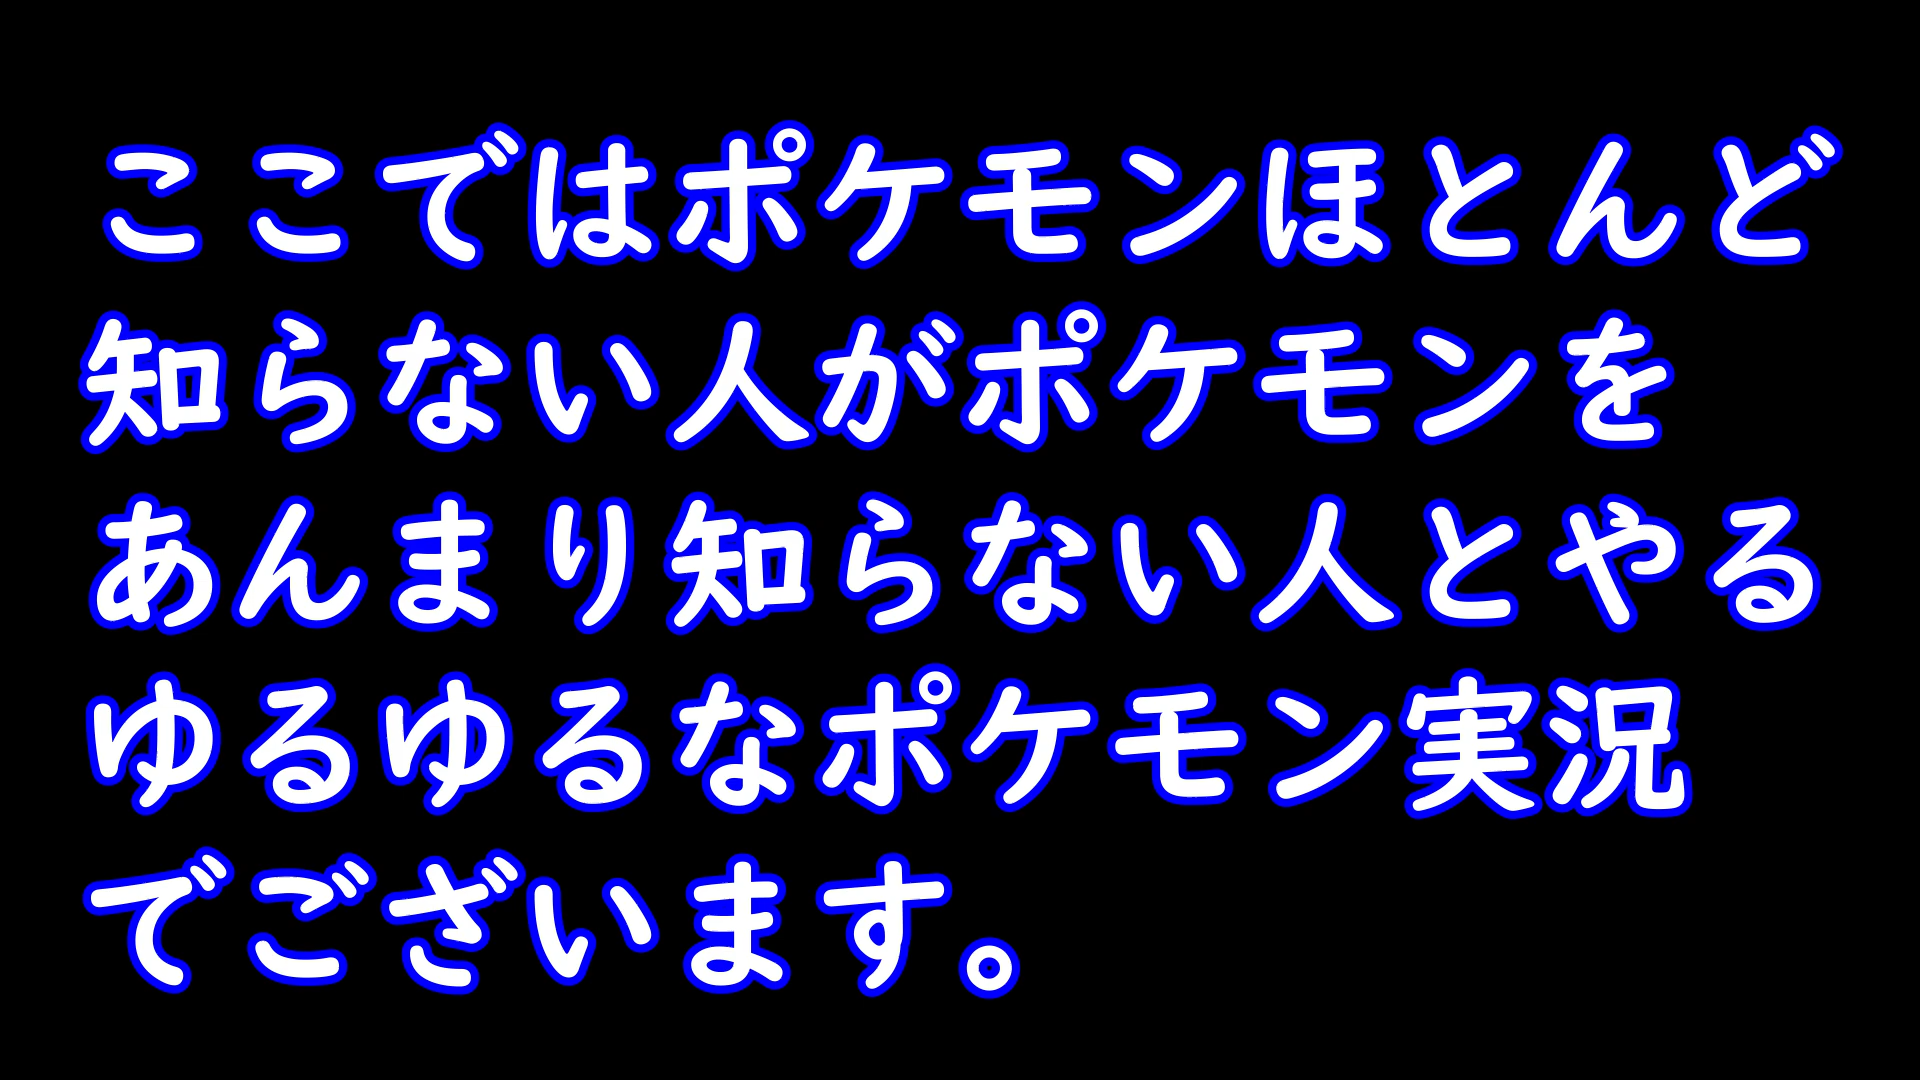 ここではポケモンほとんど
知らない人がポケモンを
あんまり知らない人とやる
ゆるゆるなポケモン実況
でございます。